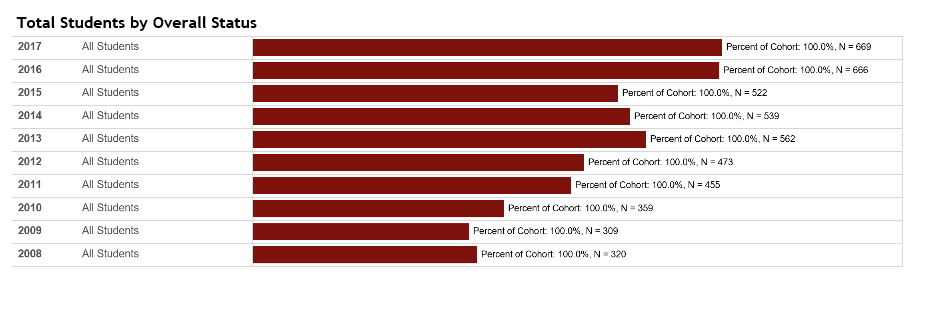 Total Students by Overall Status
2017 All Students Percent of Cohort: 100.0%, N = 669
2016 All Students Percent of Cohort: 100.0%, N = 666
2015 All Students Percent of Cohort: 100.0%, N = 522
2014 All Students Percent of Cohort: 100.0%, N = 539
2013 All Students Percent of Cohort: 100.0%, N = 562
2012 All Students Percent of Cohort: 100.0%, N = 473
2011 All Students Percent of Cohort: 100.0%, N = 455
2010 All Students Percent of Cohort: 100.0%, N = 359
2009 All Students Percent of Cohort: 100.0%, N = 309
2008 All Students Percent of Cohort: 100.0%, N = 320